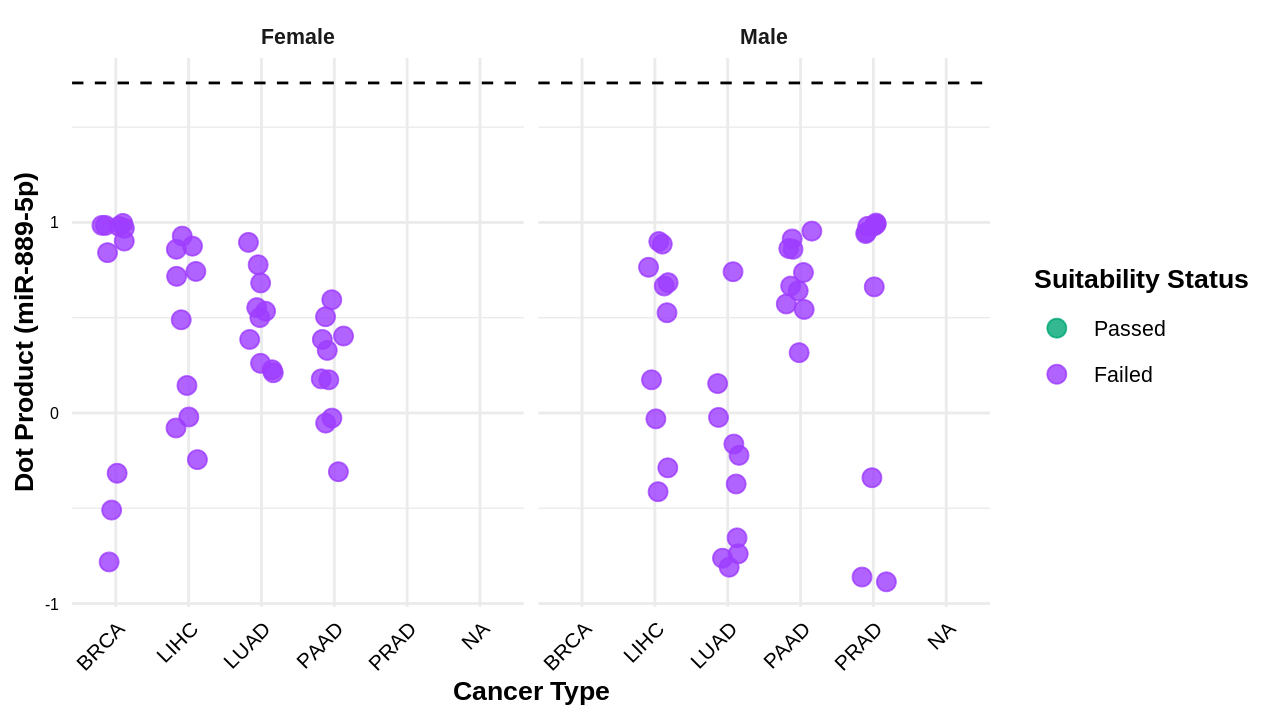 Female Male
Dot Product (miR-889-5p)
1
0
-1
BRCA LIHC LUAD PAAD PRAD NA BRCA LIHC LUAD PAAD PRAD NA
Cancer Type
Suitability Status
Passed
Failed